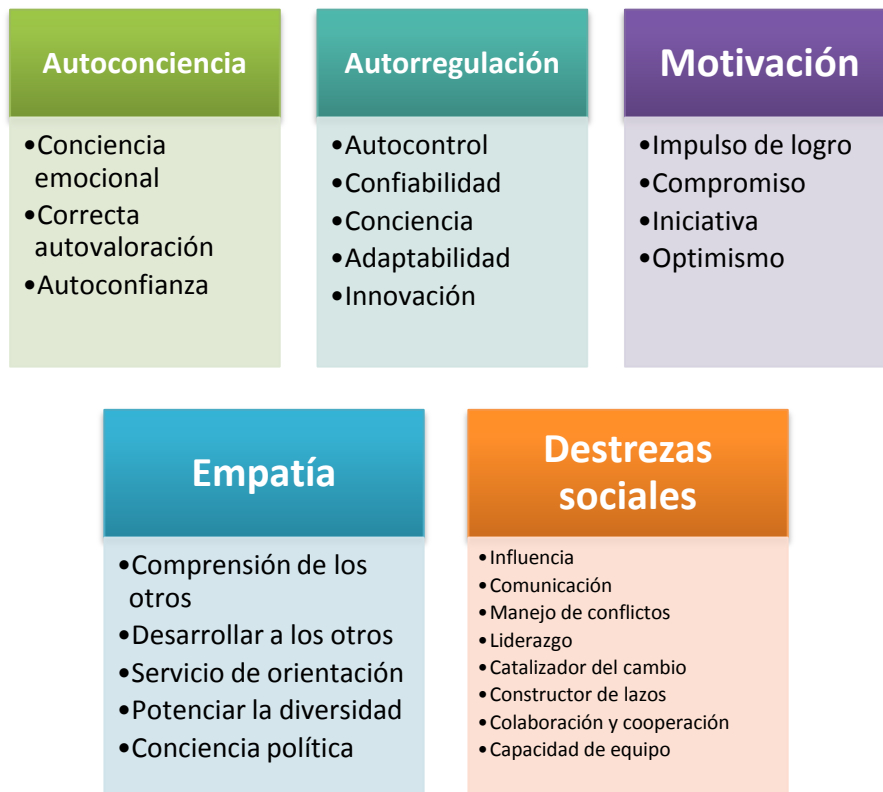 Autoconciencia
•Conciencia
emocional
•Correcta
autovaloración
•Autoconfianza
Autorregulación
•Autocontrol
•Confiabilidad
•Conciencia
•Adaptabilidad
•Innovación
Motivación
•Impulso de logro
•Compromiso
•Iniciativa
•Optimismo
Empatía
•Comprensión de los
otros
•Desarrollar a los otros
•Servicio de orientación
•Potenciar la diversidad
•Conciencia política
Destrezas
sociales
•Influencia
•Comunicación
•Manejo de conflictos
•Liderazgo
•Catalizador del cambio
•Constructor de lazos
•Colaboración y cooperación
•Capacidad de equipo